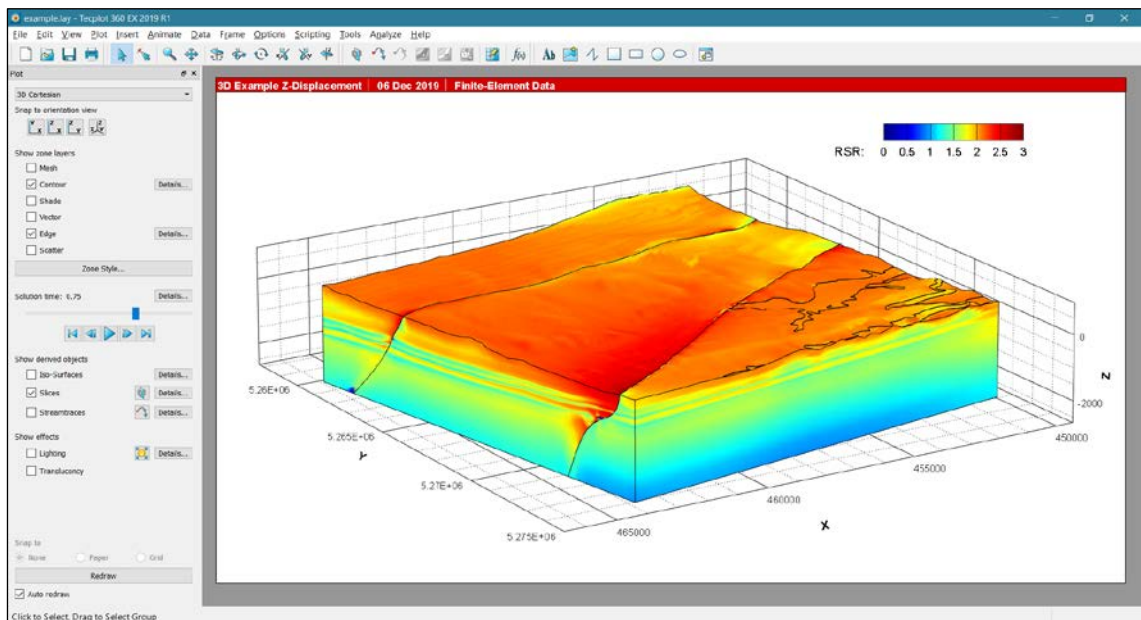 example.lay - Tecplot 360 EX 2019 R1
File Edit View Plot Insert Animate Data Frame Options Scripting Tools Analyze Help
Plot
3D Cartesian
Snap to orientation view
Show zone layers
Mesh
Contour Details...
Shade
Vector
Edge Details...
Scatter
Zone Style...
Solution time: 0,75 Details...
Show derived objects
Iso-Surfaces Details...
Slices Details...
Streamtraces Details...
Show effects
Lighting Details...
Translucency
Snap to
None Paper Grid
Redraw
Auto redraw
Click to Select, Drag to Select Group
3D Example Z-Displacement | 06 Dec 2019 | Finite-Element Data
RSR: 0 0.5 1 1.5 2 2.5 3
0
Z
-2000
5.26E+06
5.265E+06
Y
5.27E+06
5.275E+06
450000
455000
460000
X
465000